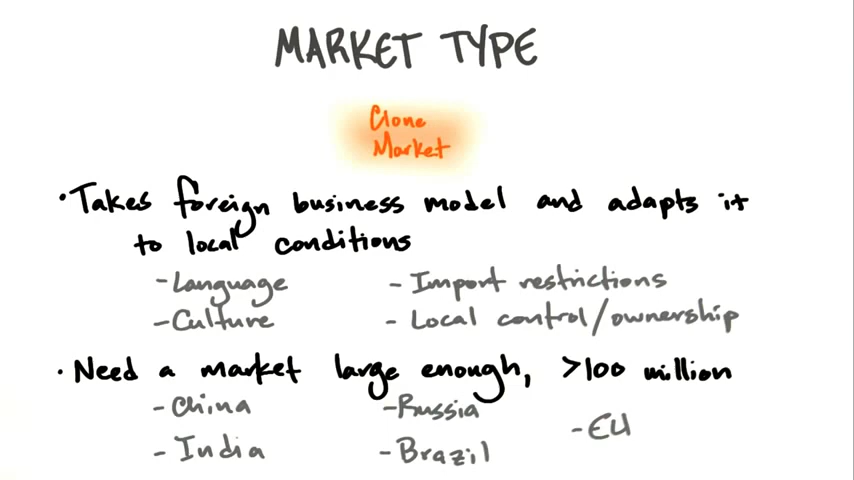 MARKET TYPE
Clone
Market
• Takes foreign business model and adapts it
to local conditions
- Language - Import restrictions
- Culture - Local control/ownership
• Need a market large enough, >100 million
- China - Russia
- EU
- India - Brazil